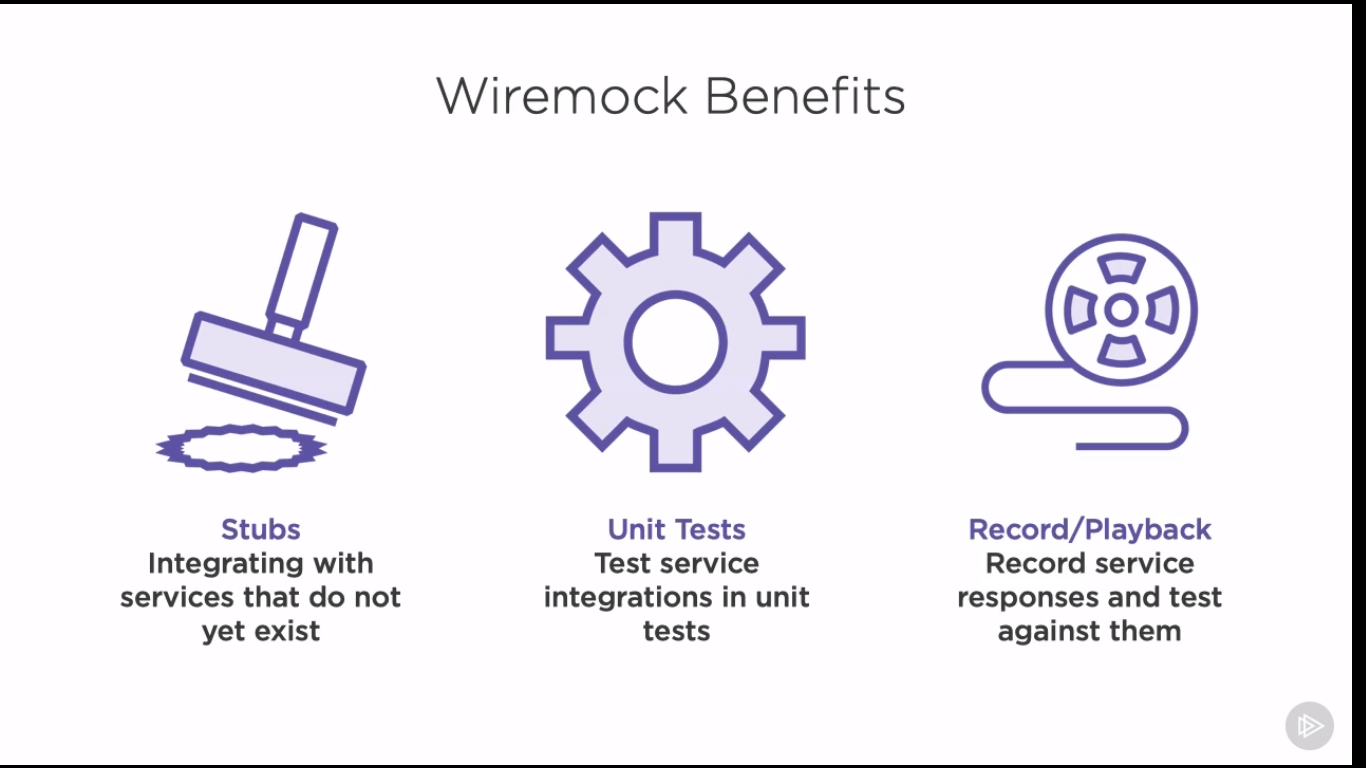 Wiremock Benefits
Stubs
Integrating with
services that do not
yet exist
Unit Tests
Test service
integrations in unit
tests
Record/Playback
Record service
responses and test
against them